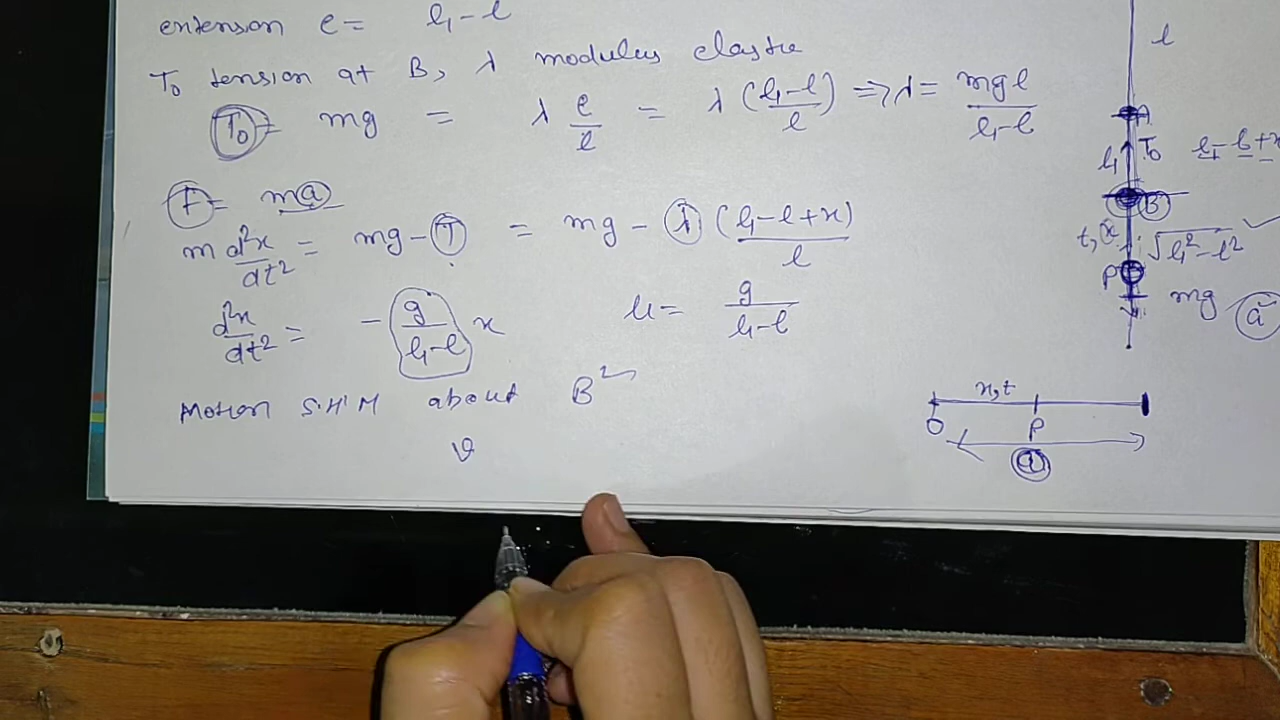 extension e = l₁ - l
T₀ tension at B, λ modulus elastic
T₀ = mg = λ e/l = λ (l₁-l)/l ⇒ λ = mgl/(l₁-l)
F = ma
m d²x/dt² = mg - T = mg - λ (l₁-l+x)/l
d²x/dt² = - g/(l₁-l) x μ = g/(l₁-l)
Motion S.H.M about B
v
l
A
l₁ T₀ l₁-l+x
B
t, x √(l₁²-l²)
P
mg a
x, t
O P
a